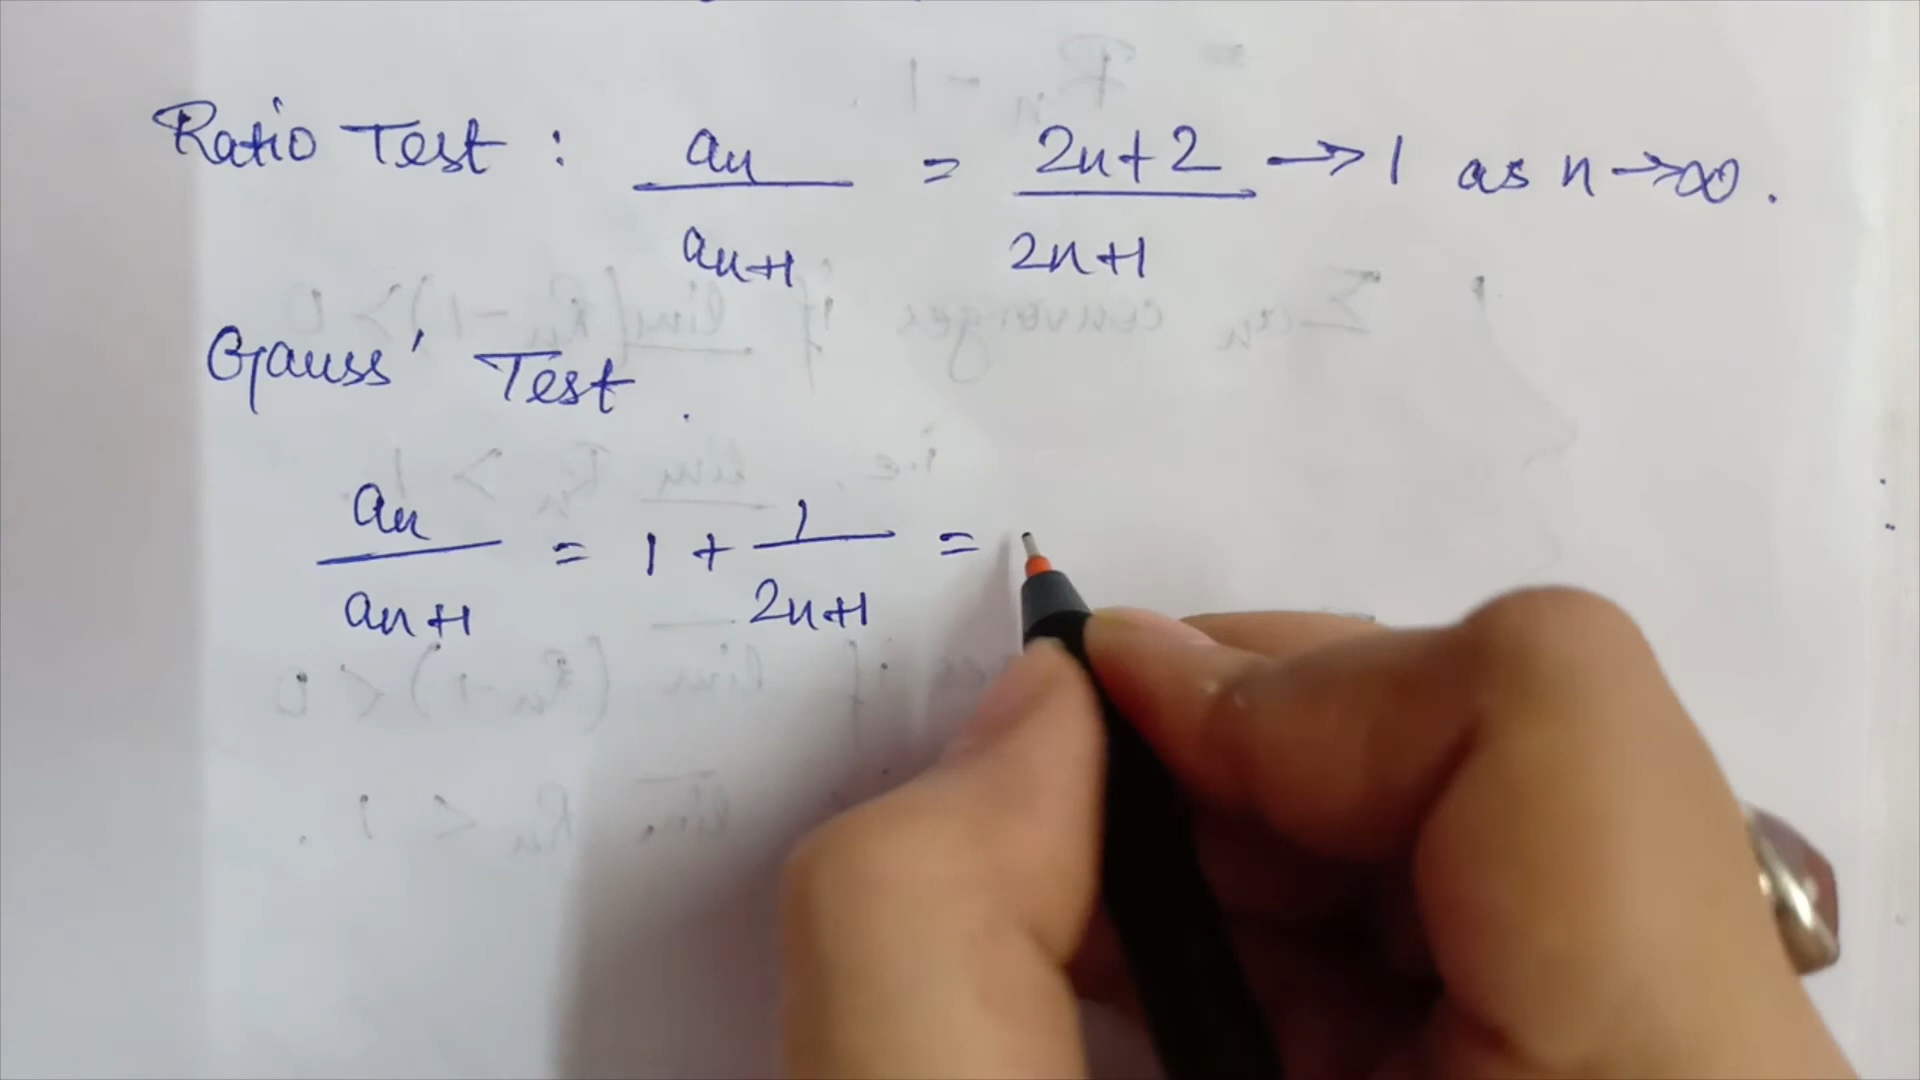 Ratio Test : an / an+1 = 2n+2 / 2n+1 → 1 as n → ∞ .
Gauss' Test .
an / an+1 = 1 + 1 / 2n+1 =